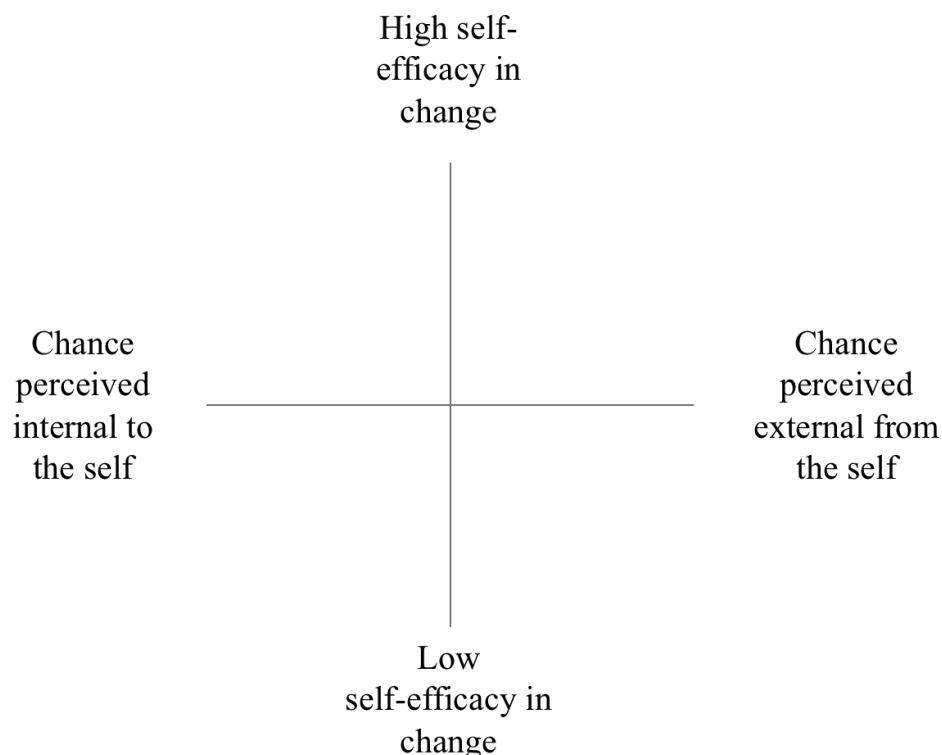 High self-
efficacy in
change
Chance
perceived
internal to
the self
Chance
perceived
external from
the self
Low
self-efficacy in
change